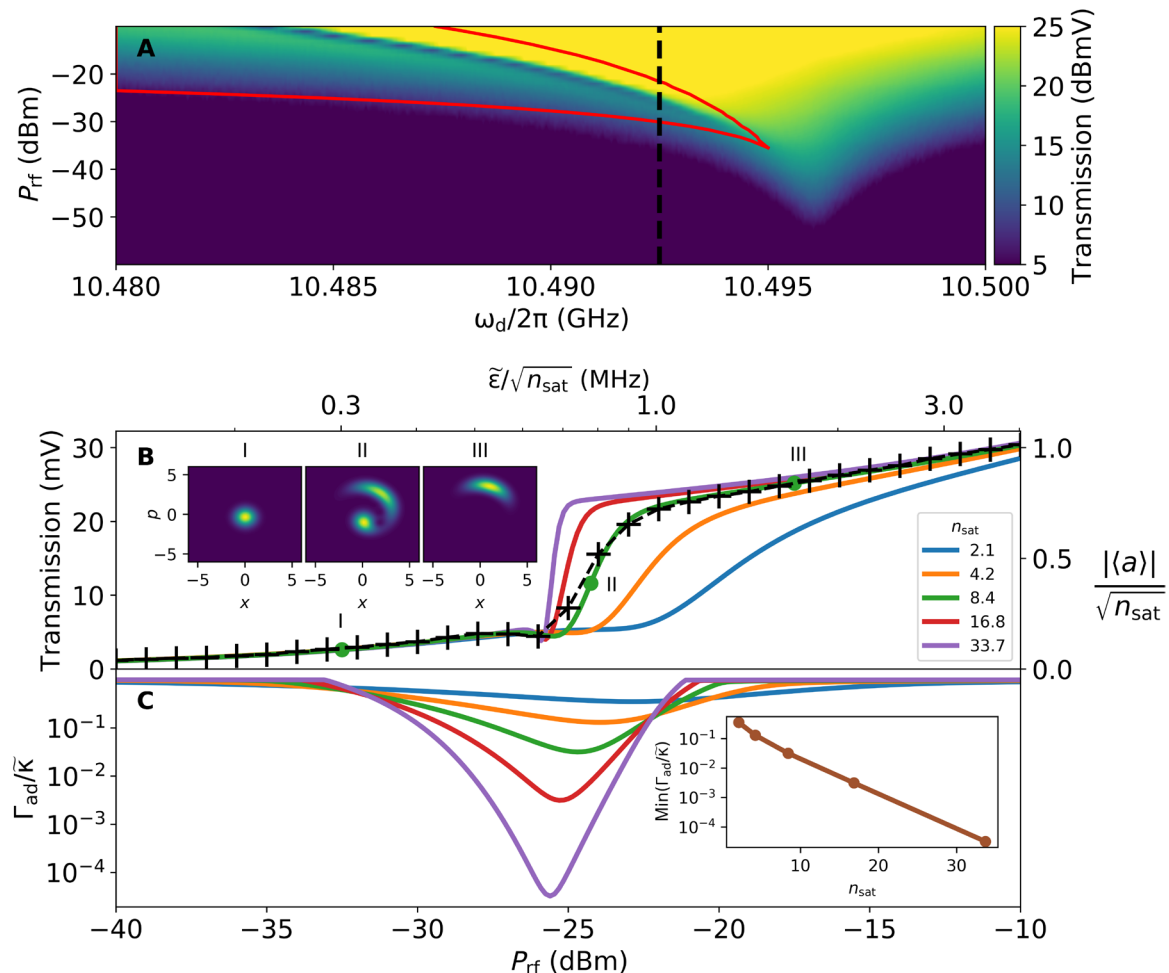 A
−20
−30
−40
−50
P_rf (dBm)
10.480 10.485 10.490 10.495 10.500
ω_d/2π (GHz)
25
20
15
10
5
Transmission (dBmV)
ε̃/√n_sat (MHz)
0.3 1.0 3.0
B
30
20
10
0
Transmission (mV)
I II III
5
0
−5
p
−5 0 5 −5 0 5 −5 0 5
x x x
I
II
III
n_sat
2.1
4.2
8.4
16.8
33.7
1.0
0.5
0.0
|⟨a⟩|/√n_sat
C
10⁻¹
10⁻²
10⁻³
10⁻⁴
Γ_ad/κ̃
10⁻¹
10⁻²
10⁻³
10⁻⁴
Min(Γ_ad/κ̃)
10 20 30
n_sat
−40 −35 −30 −25 −20 −15 −10
P_rf (dBm)